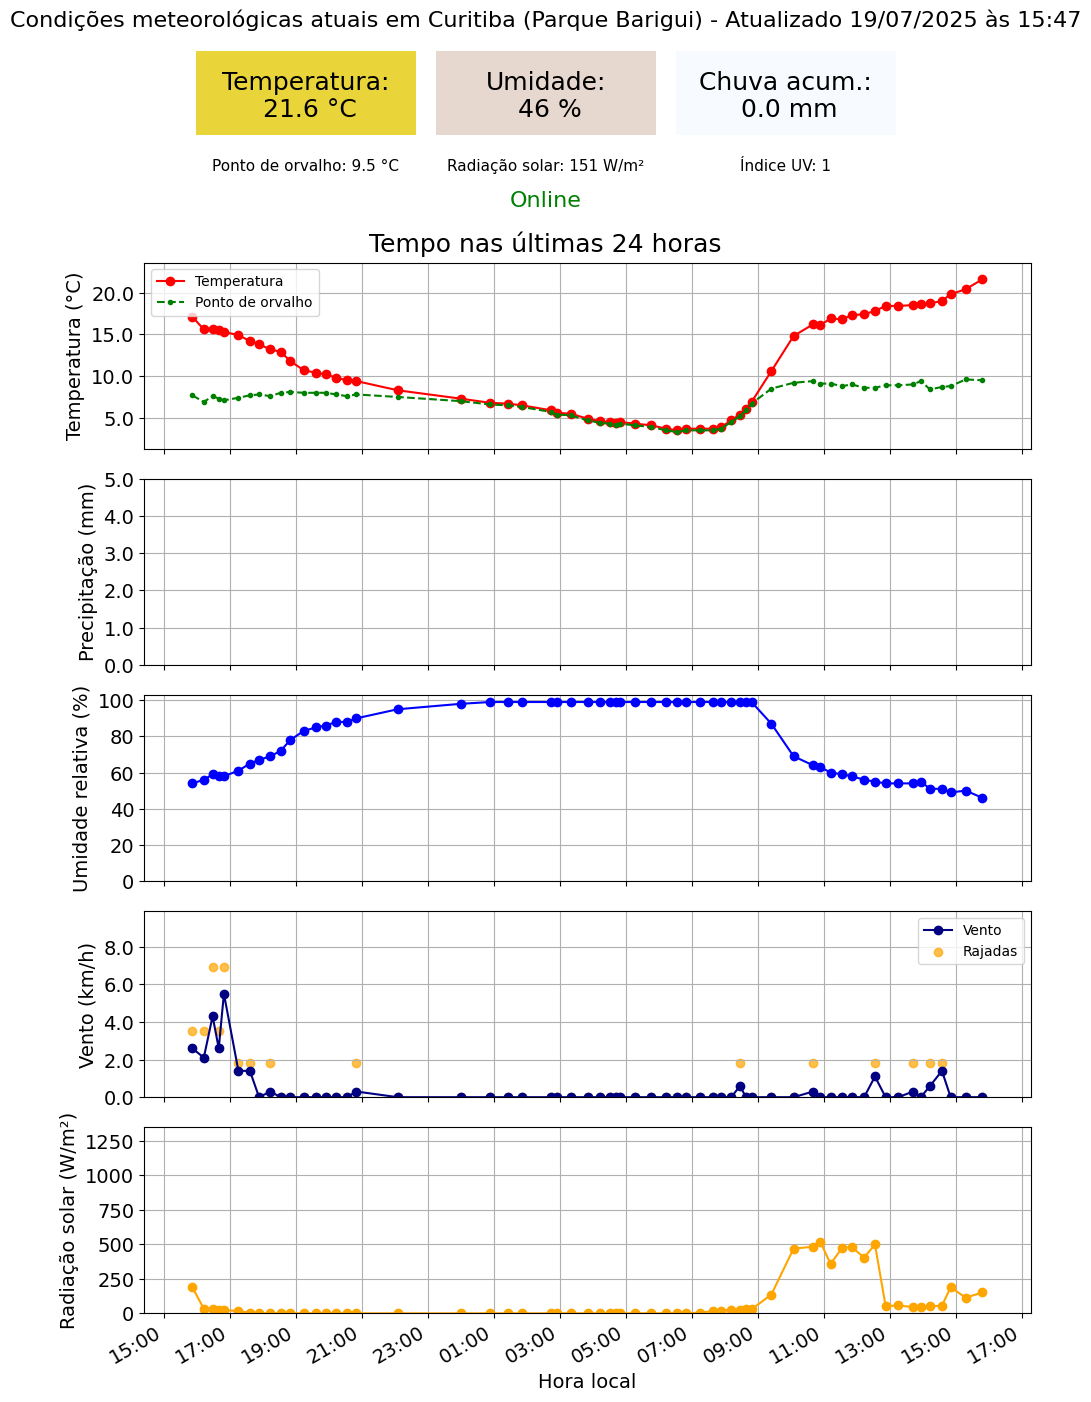 Condições meteorológicas atuais em Curitiba (Parque Barigui) - Atualizado 19/07/2025 às 15:47
Temperatura:
21.6 °C
Umidade:
46 %
Chuva acum.:
0.0 mm
Ponto de orvalho: 9.5 °C
Radiação solar: 151 W/m²
Índice UV: 1
Online
Tempo nas últimas 24 horas
Temperatura (°C)
20.0
15.0
10.0
5.0
Temperatura
Ponto de orvalho
Precipitação (mm)
5.0
4.0
3.0
2.0
1.0
0.0
Umidade relativa (%)
100
80
60
40
20
0
Vento (km/h)
8.0
6.0
4.0
2.0
0.0
Vento
Rajadas
Radiação solar (W/m²)
1250
1000
750
500
250
0
15:00
17:00
19:00
21:00
23:00
01:00
03:00
05:00
07:00
09:00
11:00
13:00
15:00
17:00
Hora local